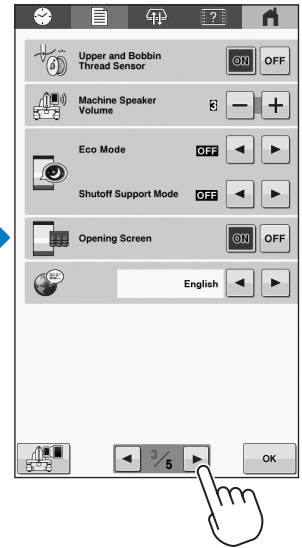 Upper and Bobbin
Thread Sensor
ON OFF
Machine Speaker
Volume
3
Eco Mode OFF
Shutoff Support Mode OFF
Opening Screen
ON OFF
English
3/5
OK